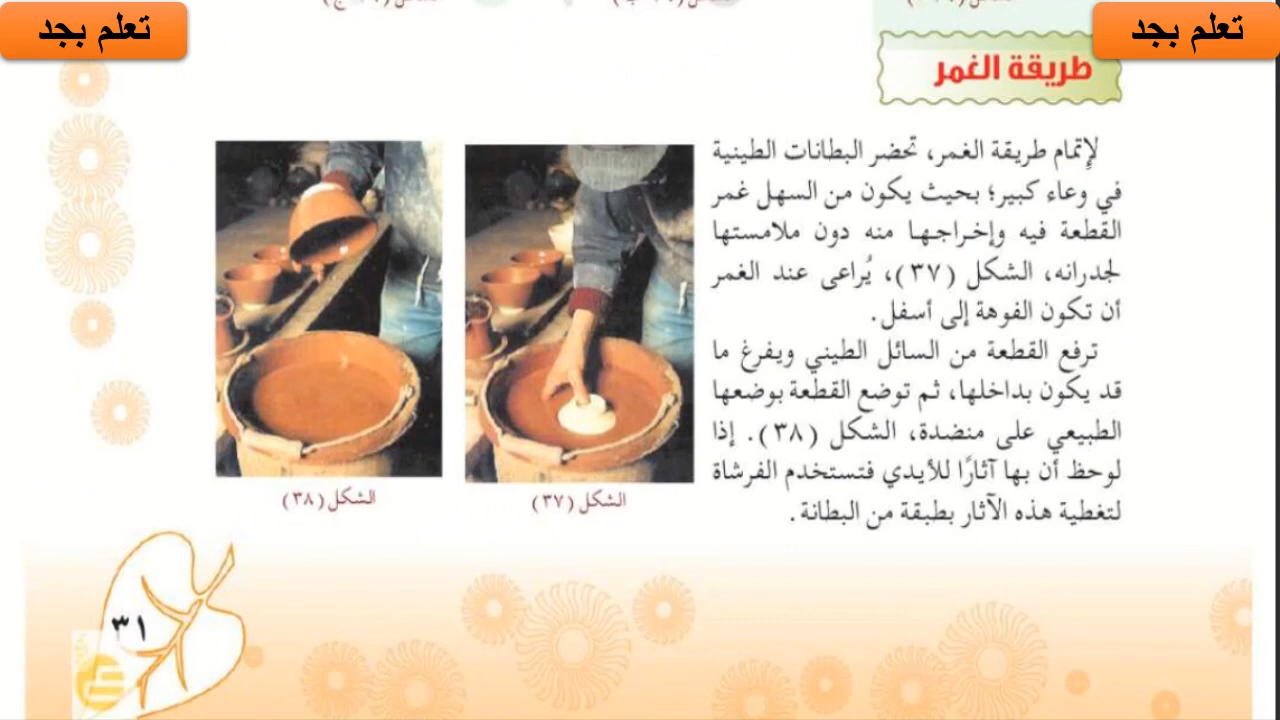 تعلم بجد
تعلم بجد
طريقة الغمر
لإتمام طريقة الغمر، تحضر البطانات الطينية
في وعاء كبير؛ بحيث يكون من السهل غمر
القطعة فيه وإخراجها منه دون ملامستها
لجدرانه، الشكل (٣٧)، يُراعى عند الغمر
أن تكون الفوهة إلى أسفل.
ترفع القطعة من السائل الطيني ويفرغ ما
قد يكون بداخلها، ثم توضع القطعة بوضعها
الطبيعي على منضدة، الشكل (٣٨). إذا
لوحظ أن بها آثارًا للأيدي فتستخدم الفرشاة
لتغطية هذه الآثار بطبقة من البطانة.
الشكل (٣٧)
الشكل (٣٨)
٣١